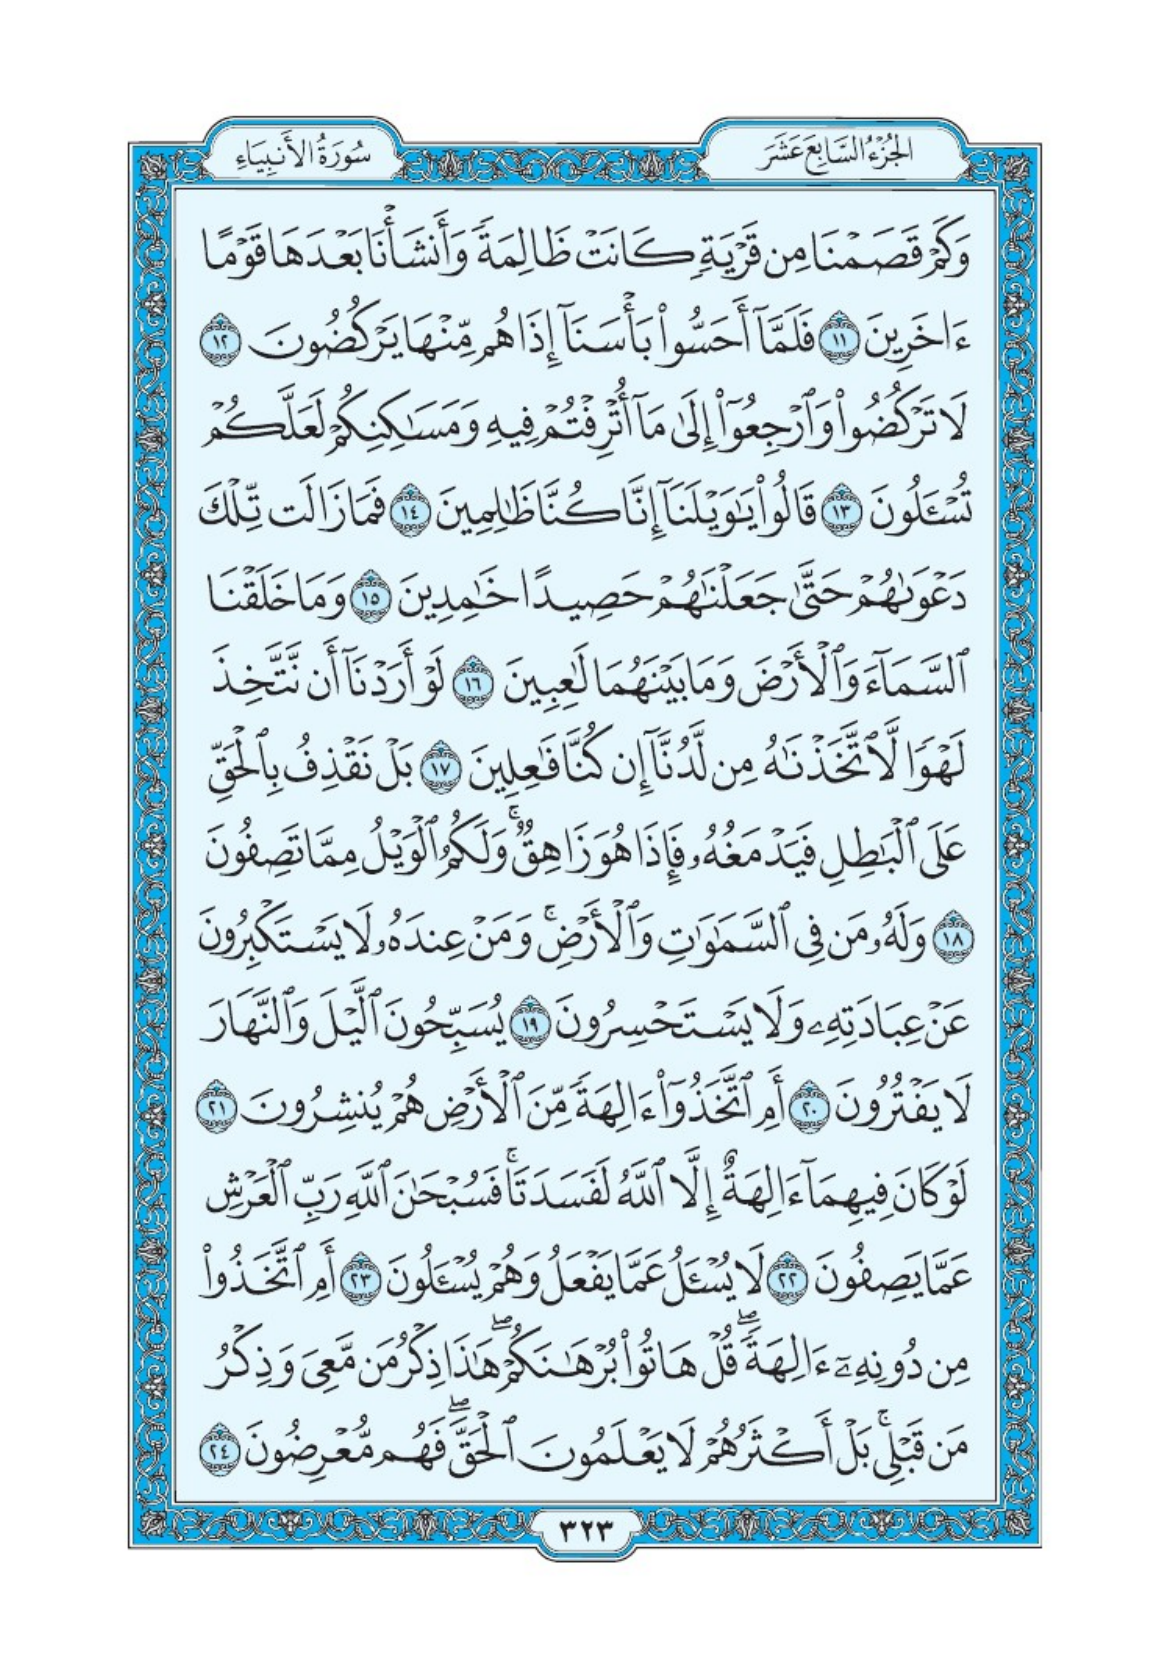 الجُزْءُ السَّابِعَ عَشَرَ
سُورَةُ الأَنبِيَاءِ
وَكَمْ قَصَمْنَا مِن قَرْيَةٍ كَانَتْ ظَالِمَةً وَأَنشَأْنَا بَعْدَهَا قَوْمًا
ءَاخَرِينَ ١١ فَلَمَّآ أَحَسُّوا۟ بَأْسَنَآ إِذَا هُم مِّنْهَا يَرْكُضُونَ ١٢
لَا تَرْكُضُوا۟ وَٱرْجِعُوٓا۟ إِلَىٰ مَآ أُتْرِفْتُمْ فِيهِ وَمَسَٰكِنِكُمْ لَعَلَّكُمْ
تُسْـَٔلُونَ ١٣ قَالُوا۟ يَٰوَيْلَنَآ إِنَّا كُنَّا ظَٰلِمِينَ ١٤ فَمَا زَالَت تِّلْكَ
دَعْوَىٰهُمْ حَتَّىٰ جَعَلْنَٰهُمْ حَصِيدًا خَٰمِدِينَ ١٥ وَمَا خَلَقْنَا
ٱلسَّمَآءَ وَٱلْأَرْضَ وَمَا بَيْنَهُمَا لَٰعِبِينَ ١٦ لَوْ أَرَدْنَآ أَن نَّتَّخِذَ
لَهْوًا لَّٱتَّخَذْنَٰهُ مِن لَّدُنَّآ إِن كُنَّا فَٰعِلِينَ ١٧ بَلْ نَقْذِفُ بِٱلْحَقِّ
عَلَى ٱلْبَٰطِلِ فَيَدْمَغُهُۥ فَإِذَا هُوَ زَاهِقٌ ۚ وَلَكُمُ ٱلْوَيْلُ مِمَّا تَصِفُونَ
١٨ وَلَهُۥ مَن فِى ٱلسَّمَٰوَٰتِ وَٱلْأَرْضِ ۚ وَمَنْ عِندَهُۥ لَا يَسْتَكْبِرُونَ
عَنْ عِبَادَتِهِۦ وَلَا يَسْتَحْسِرُونَ ١٩ يُسَبِّحُونَ ٱلَّيْلَ وَٱلنَّهَارَ
لَا يَفْتُرُونَ ٢٠ أَمِ ٱتَّخَذُوٓا۟ ءَالِهَةً مِّنَ ٱلْأَرْضِ هُمْ يُنشِرُونَ ٢١
لَوْ كَانَ فِيهِمَآ ءَالِهَةٌ إِلَّا ٱللَّهُ لَفَسَدَتَا ۚ فَسُبْحَٰنَ ٱللَّهِ رَبِّ ٱلْعَرْشِ
عَمَّا يَصِفُونَ ٢٢ لَا يُسْـَٔلُ عَمَّا يَفْعَلُ وَهُمْ يُسْـَٔلُونَ ٢٣ أَمِ ٱتَّخَذُوا۟
مِن دُونِهِۦٓ ءَالِهَةً ۖ قُلْ هَاتُوا۟ بُرْهَٰنَكُمْ ۖ هَٰذَا ذِكْرُ مَن مَّعِىَ وَذِكْرُ
مَن قَبْلِى ۗ بَلْ أَكْثَرُهُمْ لَا يَعْلَمُونَ ٱلْحَقَّ ۖ فَهُم مُّعْرِضُونَ ٢٤
٣٢٣